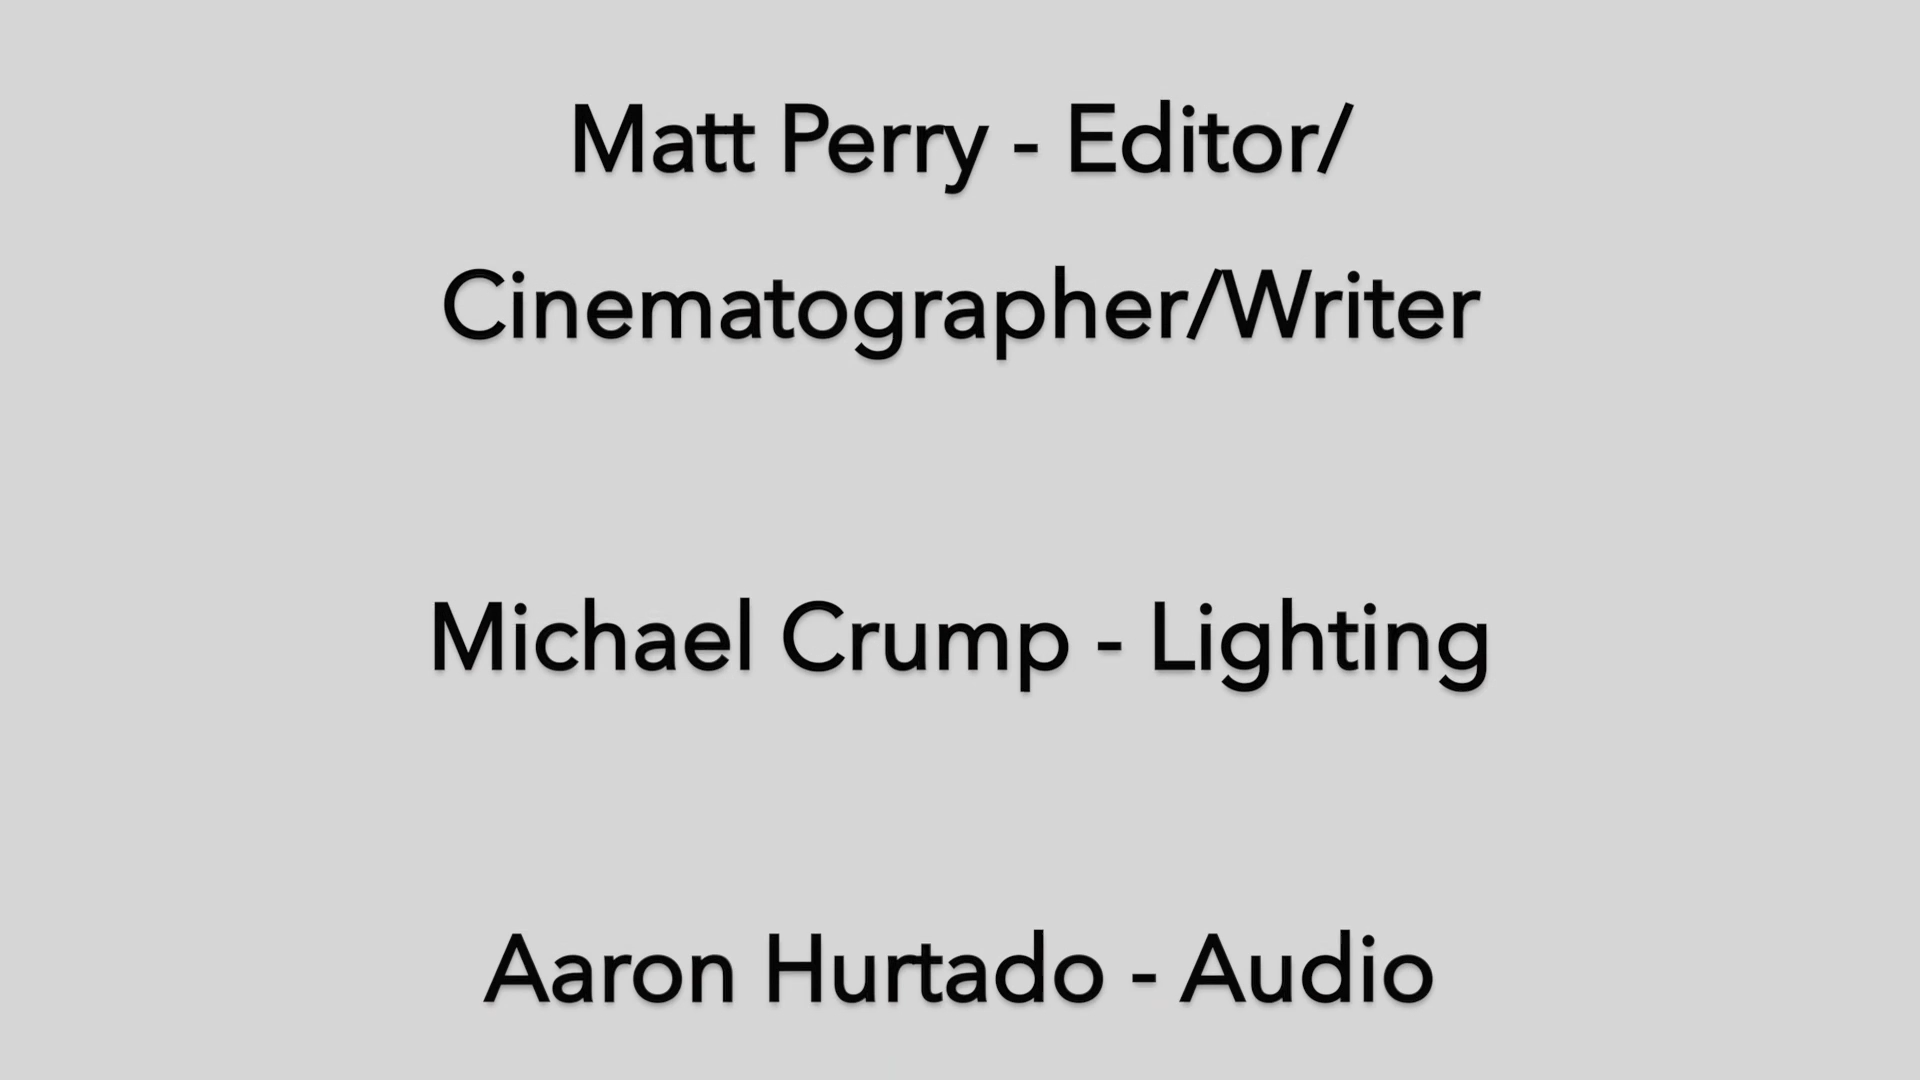 Matt Perry - Editor/
Cinematographer/Writer
Michael Crump - Lighting
Aaron Hurtado - Audio